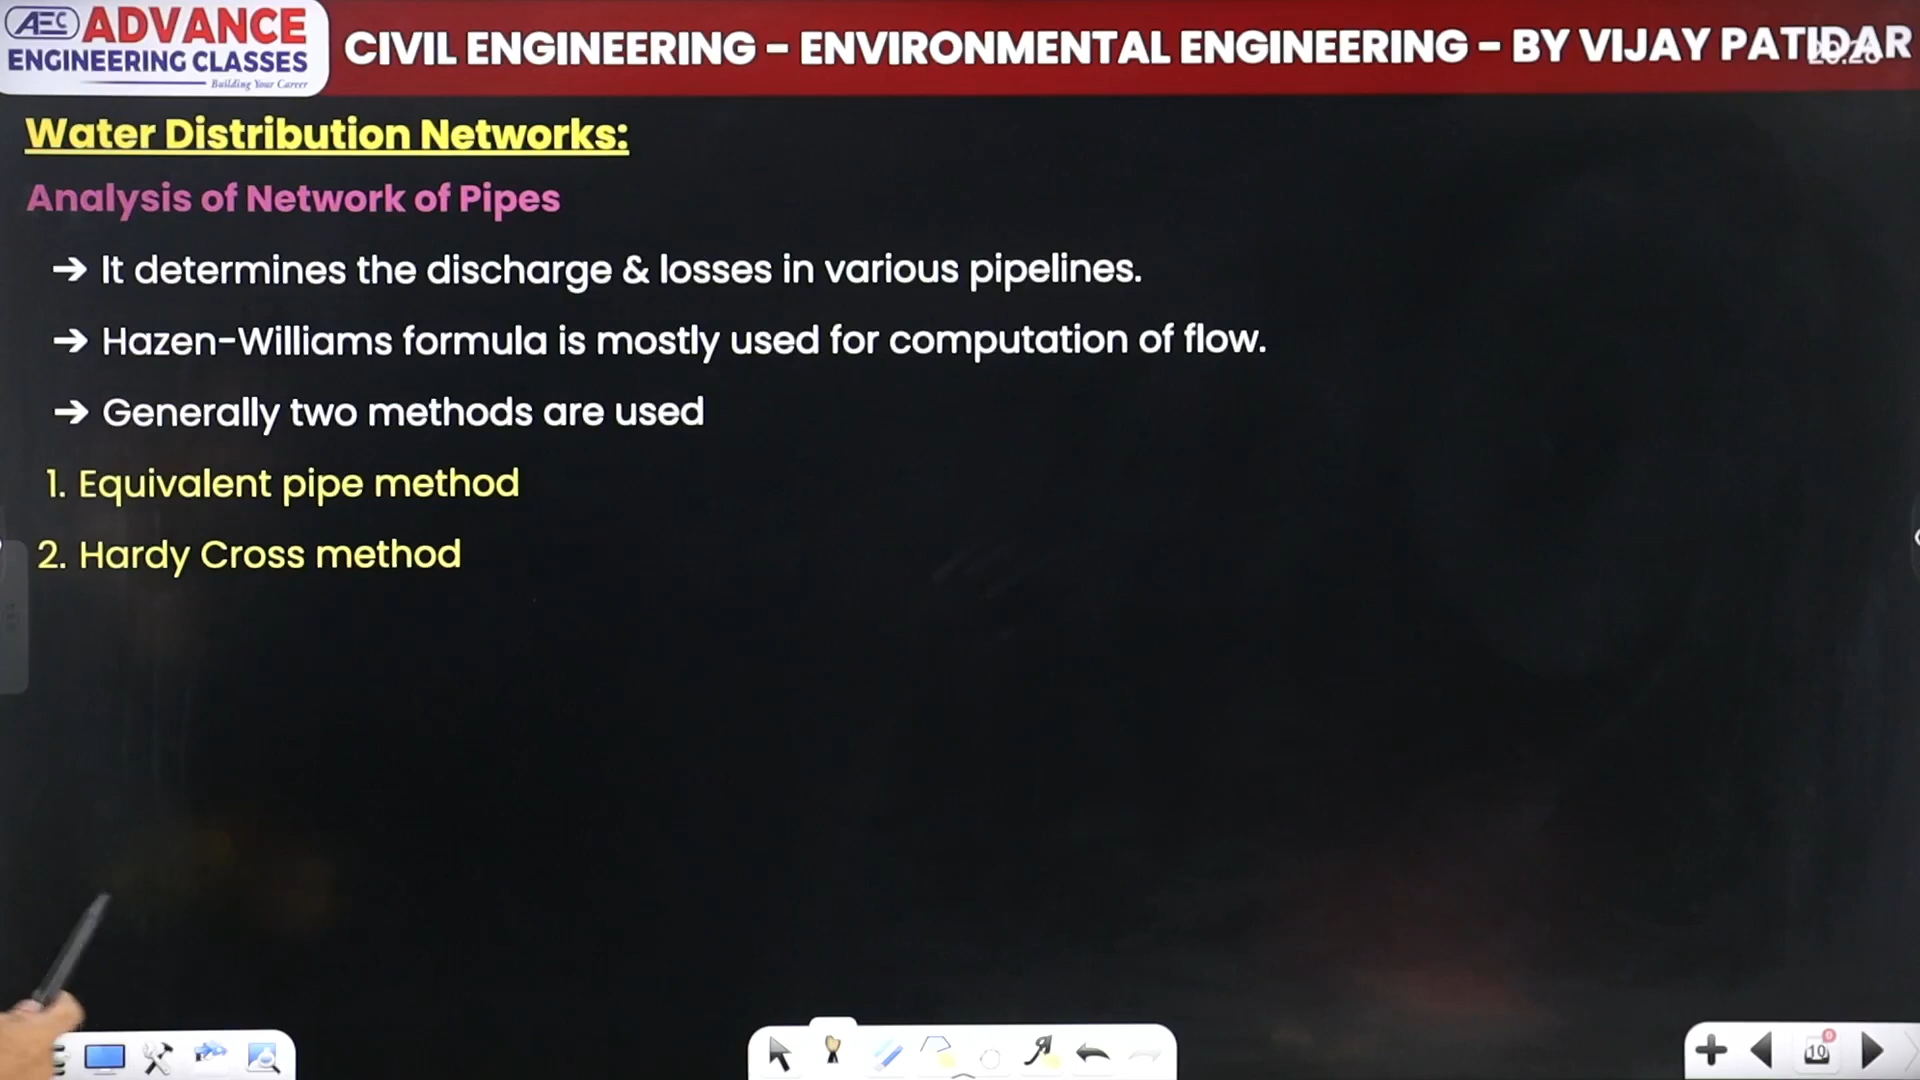 AEC ADVANCE
ENGINEERING CLASSES
Building Your Career
CIVIL ENGINEERING - ENVIRONMENTAL ENGINEERING - BY VIJAY PATIDAR
Water Distribution Networks:
Analysis of Network of Pipes
→ It determines the discharge & losses in various pipelines.
→ Hazen-Williams formula is mostly used for computation of flow.
→ Generally two methods are used
1. Equivalent pipe method
2. Hardy Cross method
10